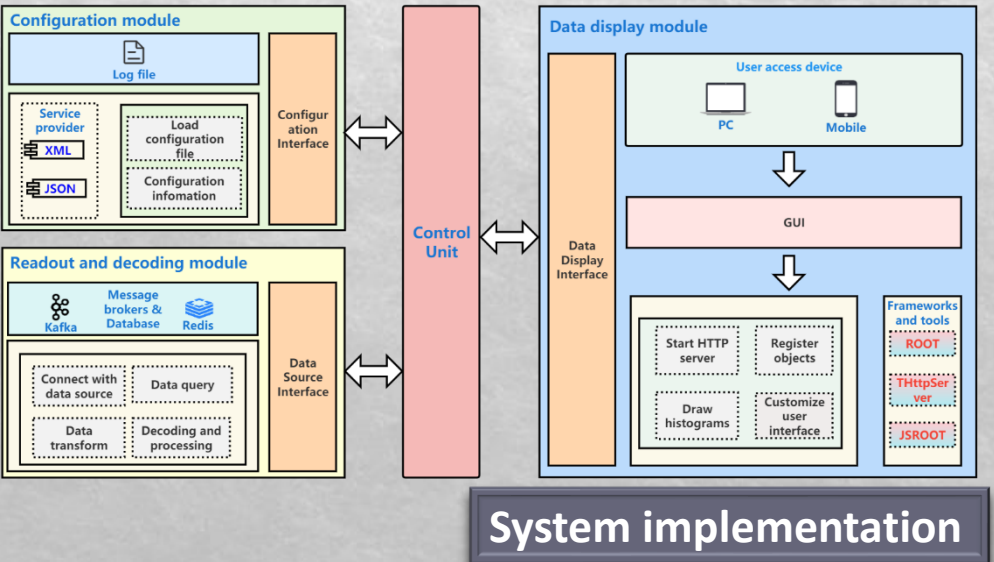 Configuration module
Log file
Service
provider
XML
JSON
Load
configuration
file
Configuration
infomation
Configur
ation
Interface
Readout and decoding module
Kafka
Message
brokers &
Database
Redis
Connect with
data source
Data query
Data
transform
Decoding and
processing
Data
Source
Interface
Control
Unit
Data display module
Data
Display
Interface
User access device
PC
Mobile
GUI
Start HTTP
server
Register
objects
Draw
histograms
Customize
user
interface
Frameworks
and tools
ROOT
THttpSer
ver
JSROOT
System implementation